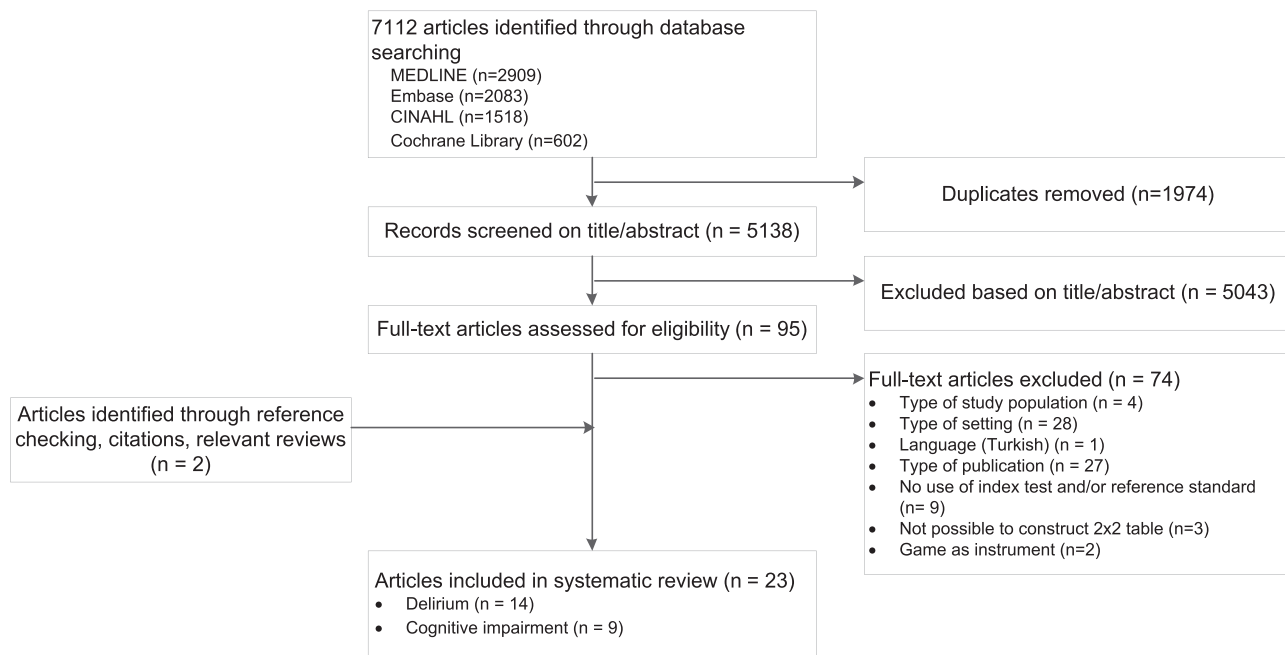 7112 articles identified through database
searching
MEDLINE (n=2909)
Embase (n=2083)
CINAHL (n=1518)
Cochrane Library (n=602)
Duplicates removed (n=1974)
Records screened on title/abstract (n = 5138)
Excluded based on title/abstract (n = 5043)
Full-text articles assessed for eligibility (n = 95)
Full-text articles excluded (n = 74)
• Type of study population (n = 4)
• Type of setting (n = 28)
• Language (Turkish) (n = 1)
• Type of publication (n = 27)
• No use of index test and/or reference standard
(n= 9)
• Not possible to construct 2x2 table (n=3)
• Game as instrument (n=2)
Articles identified through reference
checking, citations, relevant reviews
(n = 2)
Articles included in systematic review (n = 23)
• Delirium (n = 14)
• Cognitive impairment (n = 9)